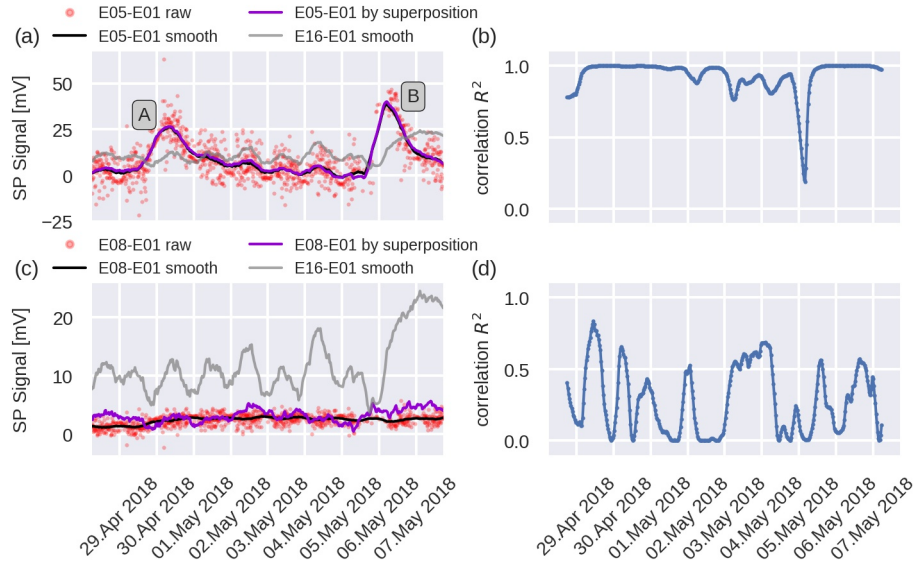 E05-E01 raw
E05-E01 by superposition
E05-E01 smooth
E16-E01 smooth
(a)
(b)
SP Signal [mV]
50
25
0
−25
A
B
correlation R²
1.0
0.5
0.0
E08-E01 raw
E08-E01 by superposition
E08-E01 smooth
E16-E01 smooth
(c)
(d)
SP Signal [mV]
20
10
0
29.Apr 2018
30.Apr 2018
01.May 2018
02.May 2018
03.May 2018
04.May 2018
05.May 2018
06.May 2018
07.May 2018
correlation R²
1.0
0.5
0.0
29.Apr 2018
30.Apr 2018
01.May 2018
02.May 2018
03.May 2018
04.May 2018
05.May 2018
06.May 2018
07.May 2018